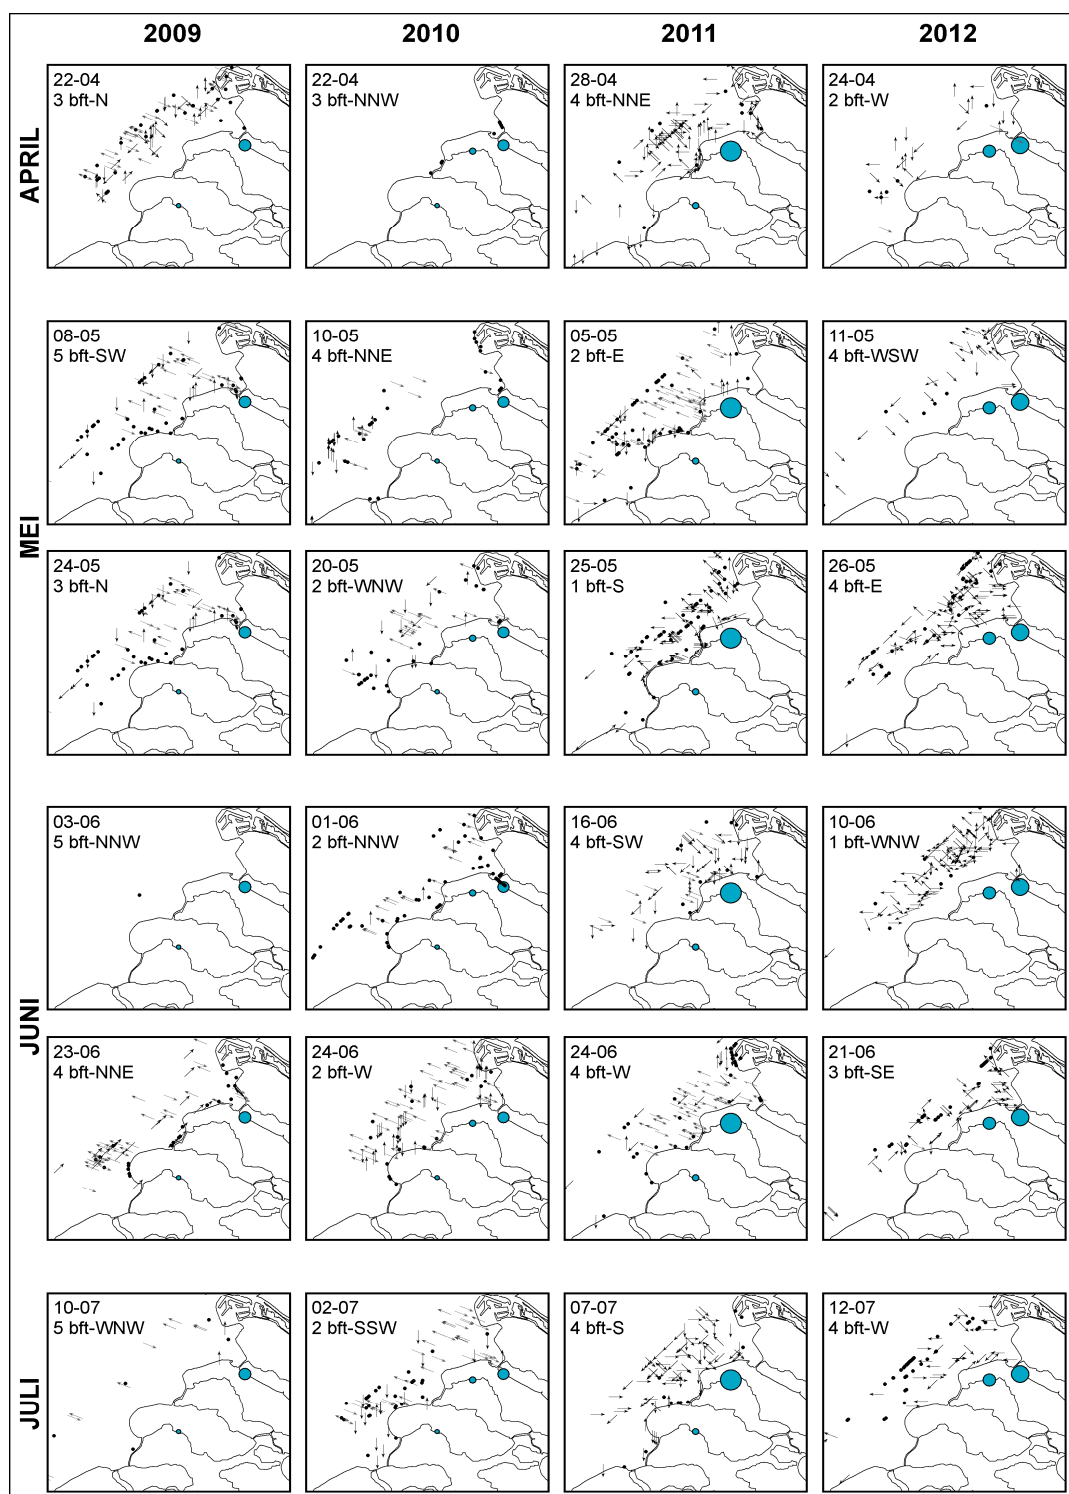 2009 2010 2011 2012
APRIL
22-04
3 bft-N
22-04
3 bft-NNW
28-04
4 bft-NNE
24-04
2 bft-W
MEI
08-05
5 bft-SW
10-05
4 bft-NNE
05-05
2 bft-E
11-05
4 bft-WSW
24-05
3 bft-N
20-05
2 bft-WNW
25-05
1 bft-S
26-05
4 bft-E
JUNI
03-06
5 bft-NNW
01-06
2 bft-NNW
16-06
4 bft-SW
10-06
1 bft-WNW
23-06
4 bft-NNE
24-06
2 bft-W
24-06
4 bft-W
21-06
3 bft-SE
JULI
10-07
5 bft-WNW
02-07
2 bft-SSW
07-07
4 bft-S
12-07
4 bft-W